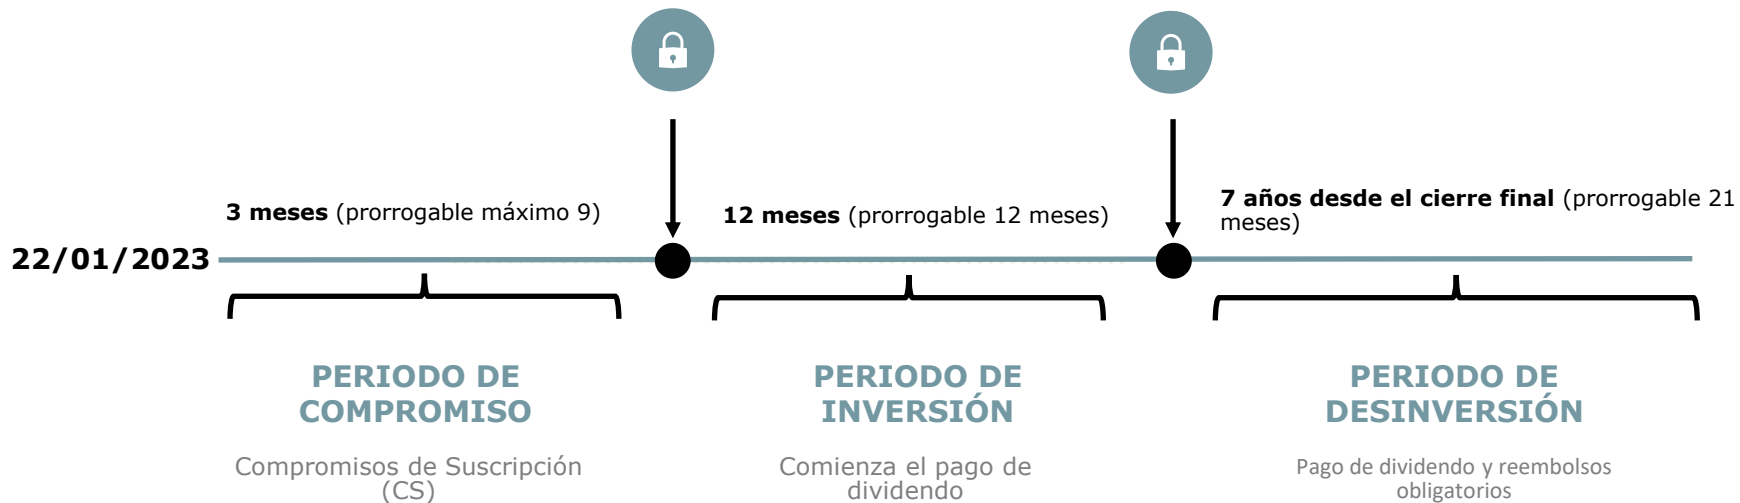 3 meses (prorrogable máximo 9)
12 meses (prorrogable 12 meses)
7 años desde el cierre final (prorrogable 21
meses)
22/01/2023
PERIODO DE
COMPROMISO
Compromisos de Suscripción
(CS)
PERIODO DE
INVERSIÓN
Comienza el pago de
dividendo
PERIODO DE
DESINVERSIÓN
Pago de dividendo y reembolsos
obligatorios